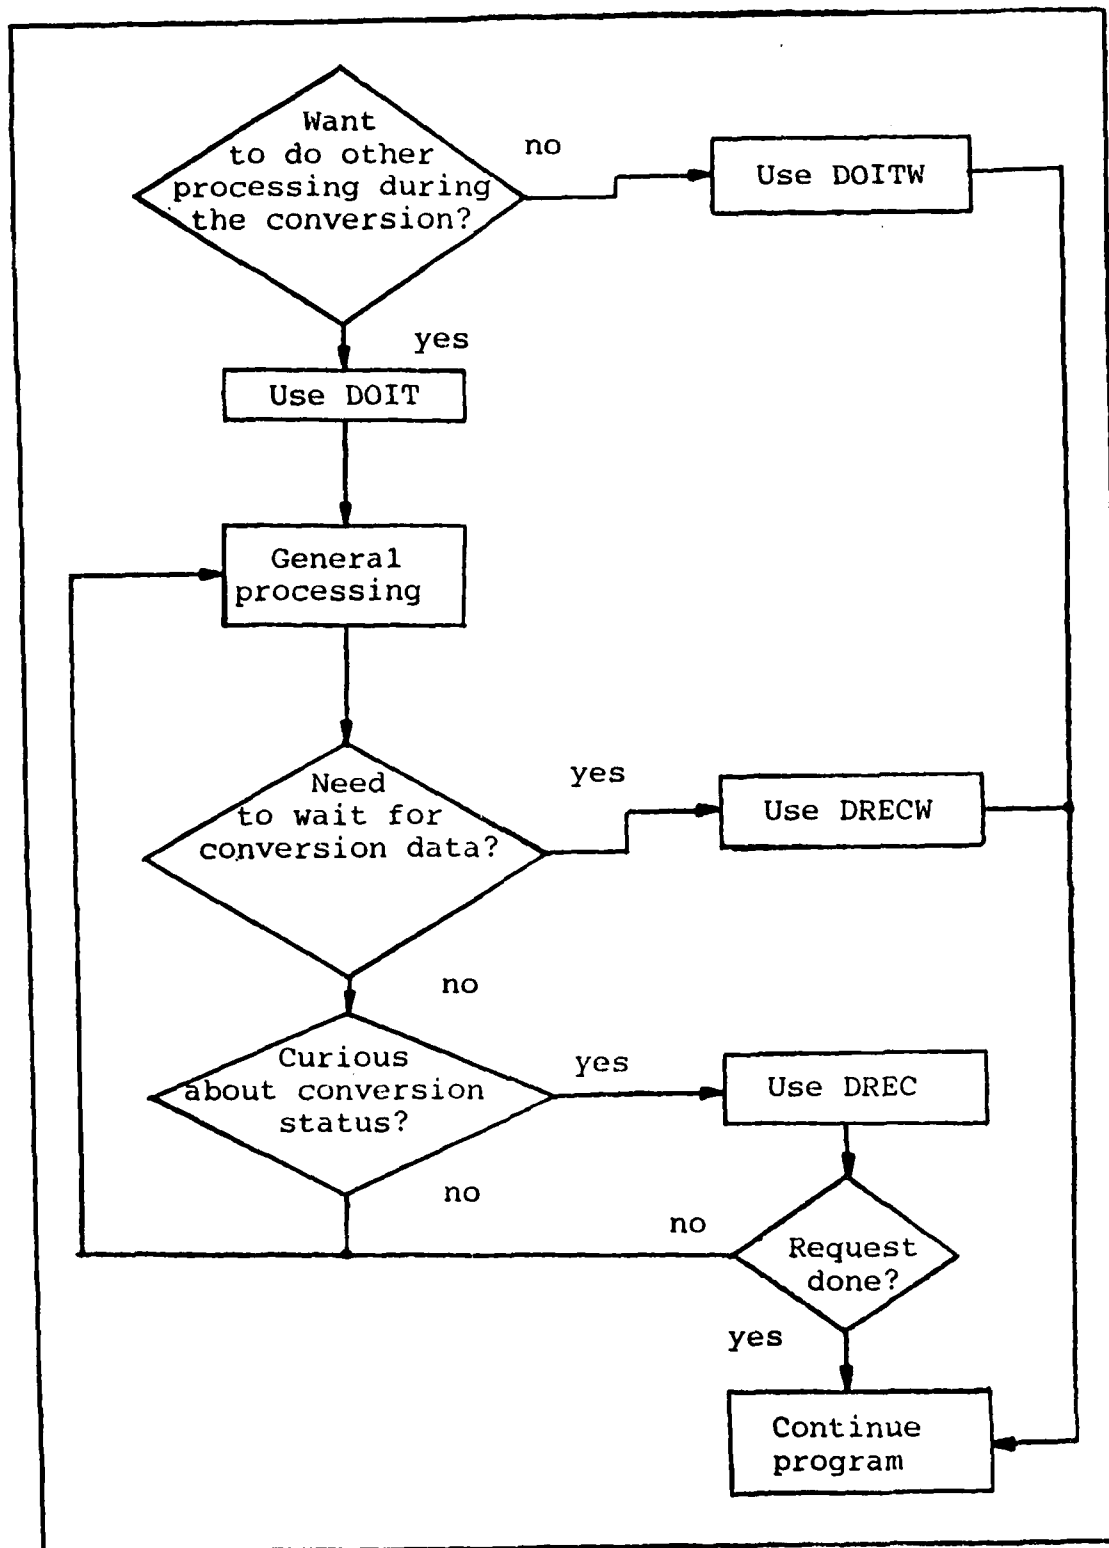 Want
to do other
processing during
the conversion?
no
Use DOITW
yes
Use DOIT
General
processing
Need
to wait for
conversion data?
yes
Use DRECW
no
Curious
about conversion
status?
yes
Use DREC
no
no
Request
done?
yes
Continue
program